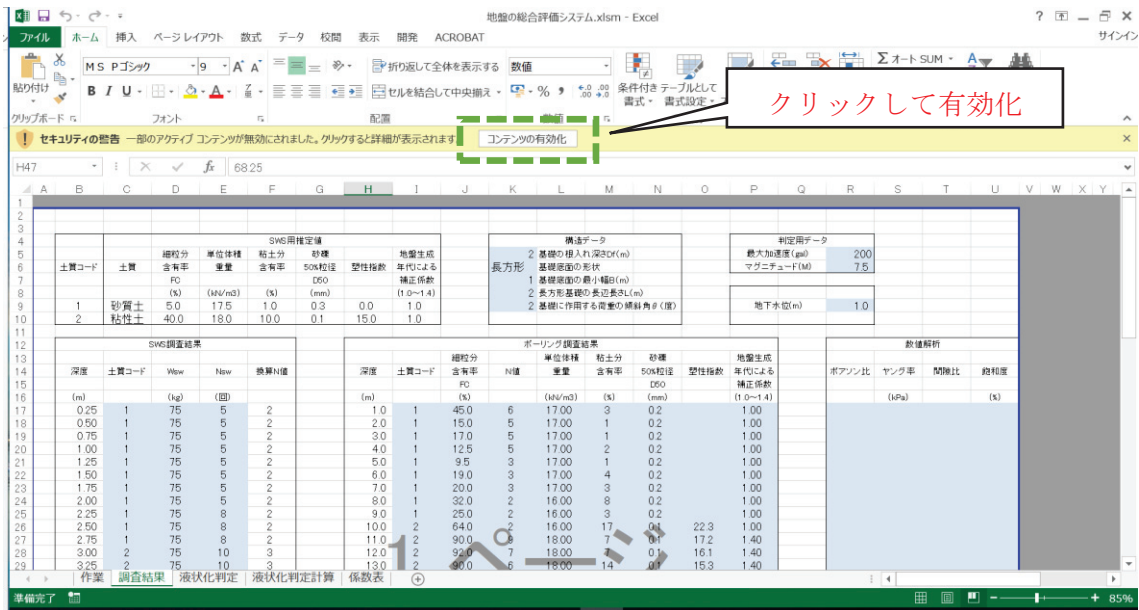 地盤の総合評価システム.xlsm - Excel
ファイル ホーム 挿入 ページ レイアウト 数式 データ 校閲 表示 開発 ACROBAT サインイン
貼り付け MS Pゴシック 9 折り返して全体を表示する 数値 オート SUM
B I U セルを結合して中央揃え % 条件付き 書式 テーブルとして 書式設定
クリップボード フォント 配置 数値
クリックして有効化
セキュリティの警告 一部のアクティブ コンテンツが無効にされました。クリックすると詳細が表示されます コンテンツの有効化
H47 fx 68.25
A B C D E F G H I J K L M N O P Q R S T U V W X Y
1
2
3
4 SWS用推定値 構造データ 判定用データ
5 細粒分 単位体積 粘土分 砂礫 地盤生成 2 基礎の根入れ深さDf(m) 最大加速度(gal) 200
6 土質コード 土質 含有率 重量 含有率 50%粒径 塑性指数 年代による 長方形 基礎底面の形状 マグニチュード(M) 7.5
7 FC D50 補正係数 1 基礎底面の最小幅B(m)
8 (%) (kN/m3) (%) (mm) (1.0~1.4) 2 長方形基礎の長辺長さL(m)
9 1 砂質土 5.0 17.5 1.0 0.3 0.0 1.0 2 基礎に作用する荷重の傾斜角θ(度) 地下水位(m) 1.0
10 2 粘性土 40.0 18.0 10.0 0.1 15.0 1.0
11
12 SWS調査結果 ボーリング調査結果 数値解析
13 細粒分 単位体積 粘土分 砂礫 地盤生成
14 深度 土質コード Wsw Nsw 換算N値 深度 土質コード 含有率 N値 重量 含有率 50%粒径 塑性指数 年代による ポアソン比 ヤング率 間隙比 飽和度
15 FC D50 補正係数
16 (m) (kg) (回) (m) (%) (kN/m3) (%) (mm) (1.0~1.4) (kPa) (%)
17 0.25 1 75 5 2 1.0 1 45.0 6 17.00 3 0.2 1.00
18 0.50 1 75 5 2 2.0 1 15.0 5 17.00 1 0.2 1.00
19 0.75 1 75 5 2 3.0 1 17.0 5 17.00 1 0.2 1.00
20 1.00 1 75 5 2 4.0 1 12.5 5 17.00 2 0.2 1.00
21 1.25 1 75 5 2 5.0 1 9.5 3 17.00 1 0.2 1.00
22 1.50 1 75 5 2 6.0 1 19.0 3 17.00 4 0.2 1.00
23 1.75 1 75 5 2 7.0 1 20.0 3 17.00 3 0.2 1.00
24 2.00 1 75 5 2 8.0 1 32.0 2 16.00 8 0.2 1.00
25 2.25 1 75 8 2 9.0 1 25.0 2 16.00 3 0.2 1.00
26 2.50 1 75 8 2 10.0 2 64.0 2 16.00 17 0.1 22.3 1.00
27 2.75 1 75 8 2 11.0 2 90.0 9 18.00 7 0.1 17.2 1.40
28 3.00 2 75 10 3 12.0 2 92.0 7 18.00 7 0.1 16.1 1.40
29 3.25 2 75 10 3 13.0 2 90.0 6 18.00 14 0.1 15.3 1.40
1 ページ
作業 調査結果 液状化判定 液状化判定計算 係数表
準備完了 85%